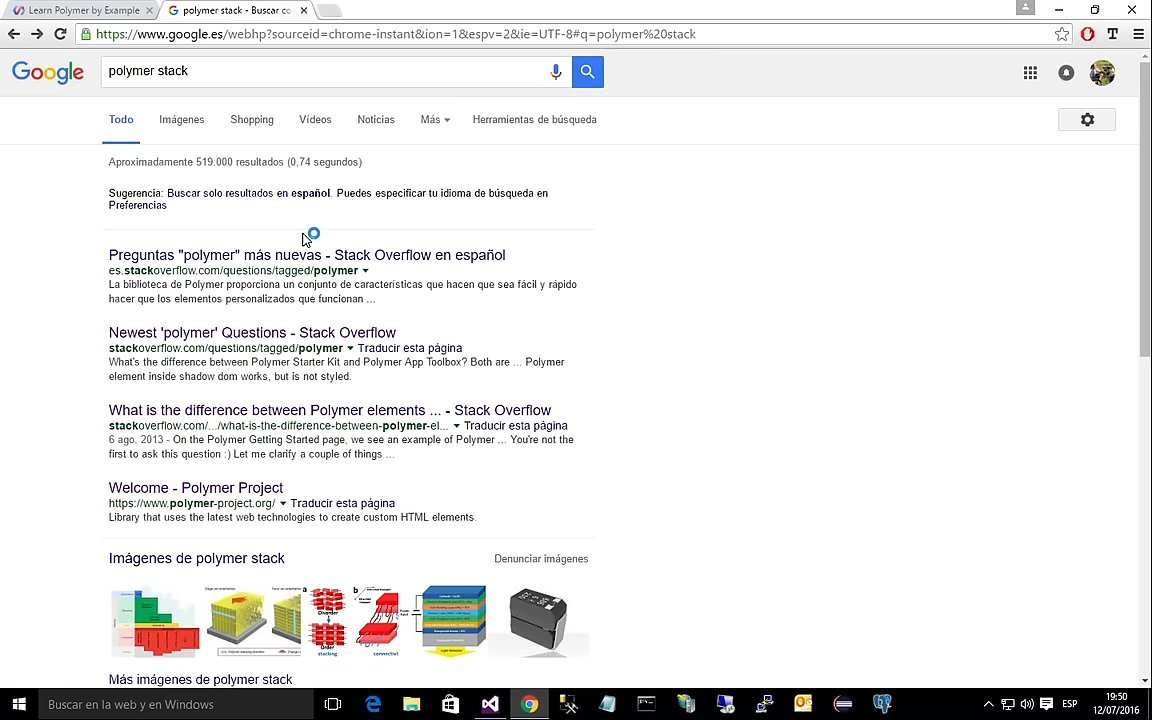 Learn Polymer by Example
polymer stack - Buscar co
https://www.google.es/webhp?sourceid=chrome-instant&ion=1&espv=2&ie=UTF-8#q=polymer%20stack
Google
polymer stack
Todo
Imágenes
Shopping
Vídeos
Noticias
Más
Herramientas de búsqueda
Aproximadamente 519.000 resultados (0,74 segundos)
Sugerencia: Buscar solo resultados en español. Puedes especificar tu idioma de búsqueda en
Preferencias
Preguntas "polymer" más nuevas - Stack Overflow en español
es.stackoverflow.com/questions/tagged/polymer
La biblioteca de Polymer proporciona un conjunto de características que hacen que sea fácil y rápido
hacer que los elementos personalizados que funcionan ...
Newest 'polymer' Questions - Stack Overflow
stackoverflow.com/questions/tagged/polymer Traducir esta página
What's the difference between Polymer Starter Kit and Polymer App Toolbox? Both are ... Polymer
element inside shadow dom works, but is not styled.
What is the difference between Polymer elements ... - Stack Overflow
stackoverflow.com/.../what-is-the-difference-between-polymer-el... Traducir esta página
6 ago. 2013 - On the Polymer Getting Started page, we see an example of Polymer ... You're not the
first to ask this question :) Let me clarify a couple of things ...
Welcome - Polymer Project
https://www.polymer-project.org/ Traducir esta página
Library that uses the latest web technologies to create custom HTML elements.
Imágenes de polymer stack
Denunciar imágenes
a
b
Disorder
Order
stacking
Más imágenes de polymer stack
Buscar en la web y en Windows
ESP
19:50
12/07/2016